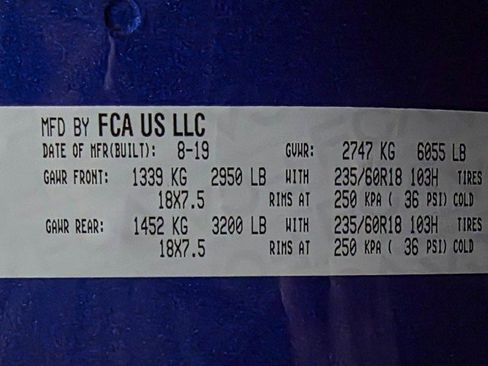 MFD BY FCA US LLC
DATE OF MFR(BUILT): 8-19 GVWR: 2747 KG 6055 LB
GAWR FRONT: 1339 KG 2950 LB WITH 235/60R18 103H TIRES
18X7.5 RIMS AT 250 KPA ( 36 PSI) COLD
GAWR REAR: 1452 KG 3200 LB WITH 235/60R18 103H TIRES
18X7.5 RIMS AT 250 KPA ( 36 PSI) COLD